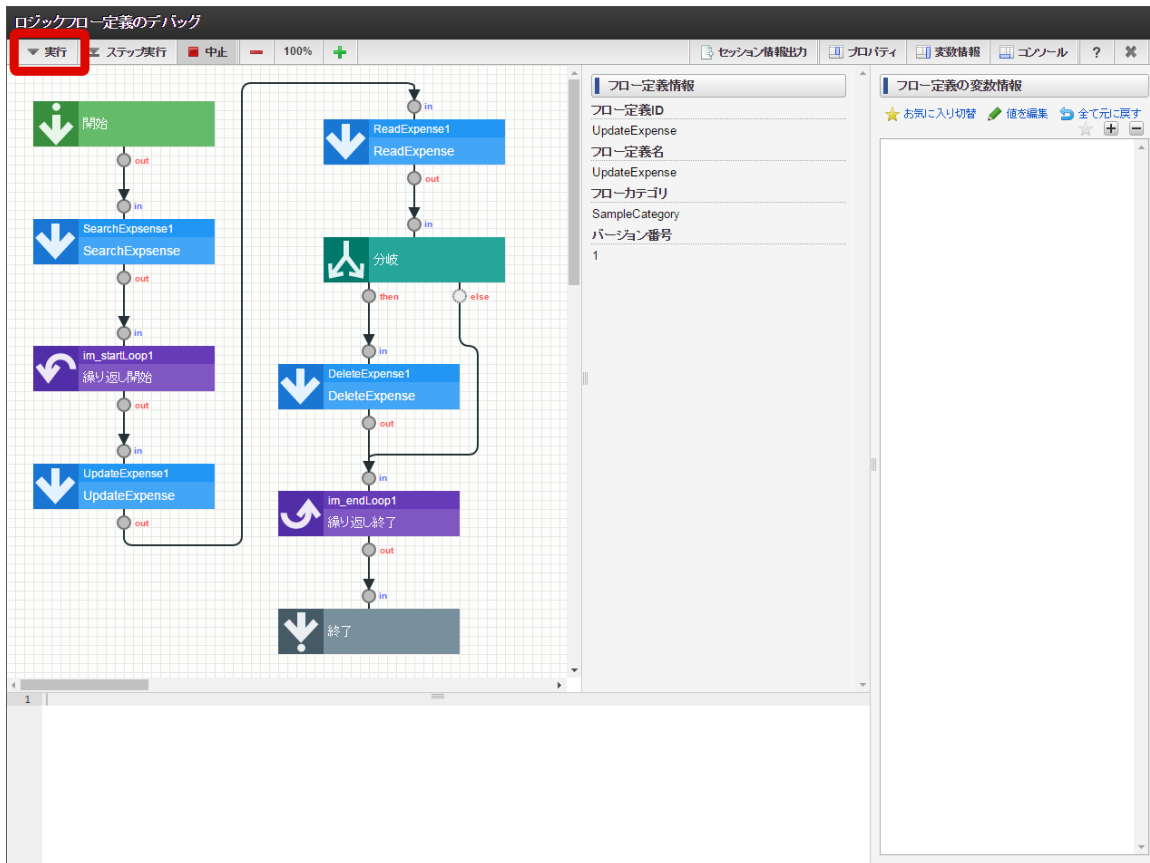 ロジックフロー定義のデバッグ
実行 ステップ実行 中止 100% セッション情報出力 プロパティ 変数情報 コンソール ?
開始
out
in
SearchExpsense1
SearchExpsense
out
in
im_startLoop1
繰り返し開始
out
in
UpdateExpense1
UpdateExpense
out
in
ReadExpense1
ReadExpense
out
in
分岐
then else
in
DeleteExpense1
DeleteExpense
out
in
im_endLoop1
繰り返し終了
out
in
終了
フロー定義情報
フロー定義ID
UpdateExpense
フロー定義名
UpdateExpense
フローカテゴリ
SampleCategory
バージョン番号
1
フロー定義の変数情報
お気に入り切替 値を編集 全て元に戻す
1